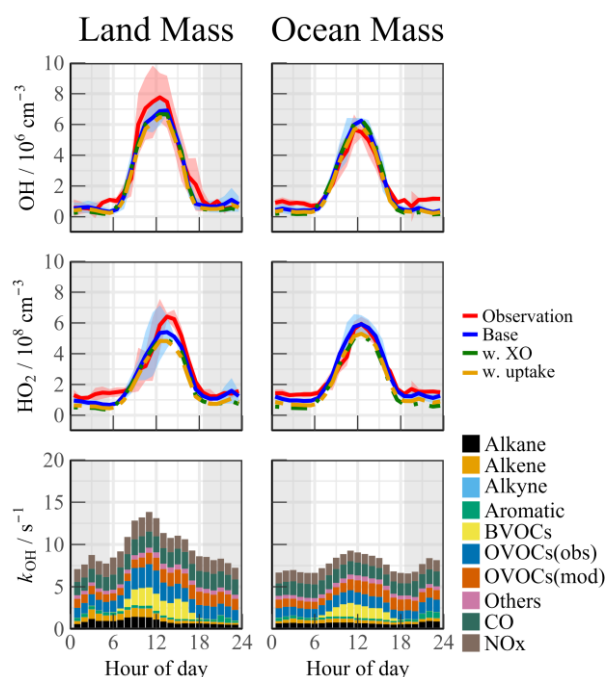 Land Mass
Ocean Mass
OH / 10⁶ cm⁻³
10
8
6
4
2
0
HO₂ / 10⁸ cm⁻³
10
8
6
4
2
0
Observation
Base
w. XO
w. uptake
kOH / s⁻¹
20
15
10
5
0
Alkane
Alkene
Alkyne
Aromatic
BVOCs
OVOCs(obs)
OVOCs(mod)
Others
CO
NOx
0 6 12 18 24
0 6 12 18 24
Hour of day
Hour of day